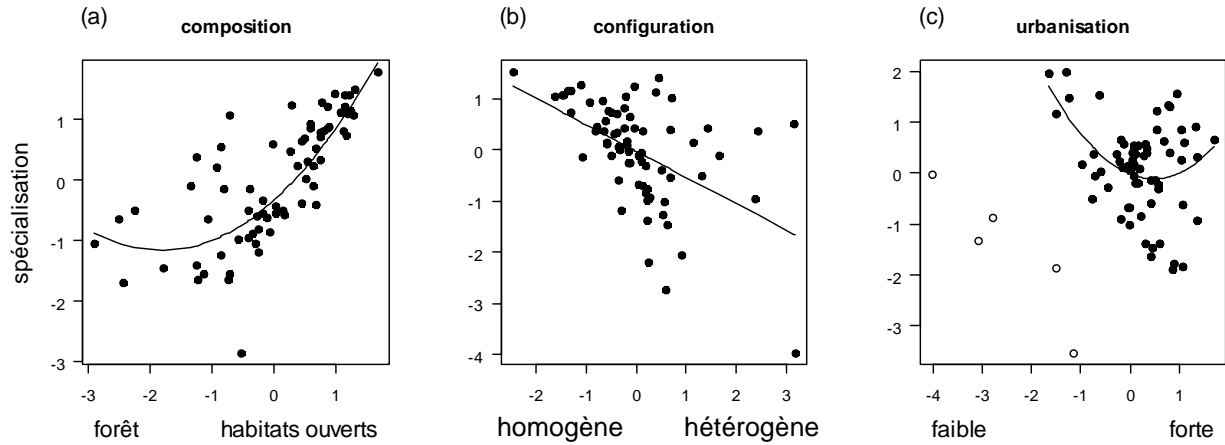 (a)
composition
spécialisation
1
0
-1
-2
-3
-3 -2 -1 0 1
forêt habitats ouverts
(b)
configuration
1
0
-1
-2
-3
-4
-2 -1 0 1 2 3
homogène hétérogène
(c)
urbanisation
2
1
0
-1
-2
-3
-4 -3 -2 -1 0 1
faible forte